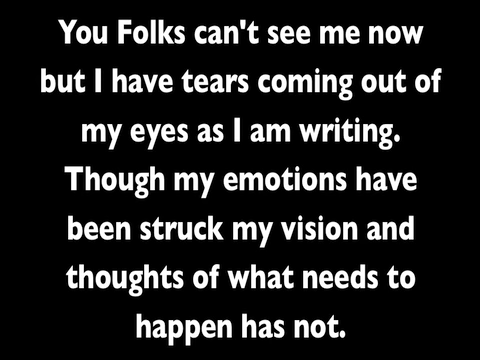 You Folks can't see me now
but I have tears coming out of
my eyes as I am writing.
Though my emotions have
been struck my vision and
thoughts of what needs to
happen has not.